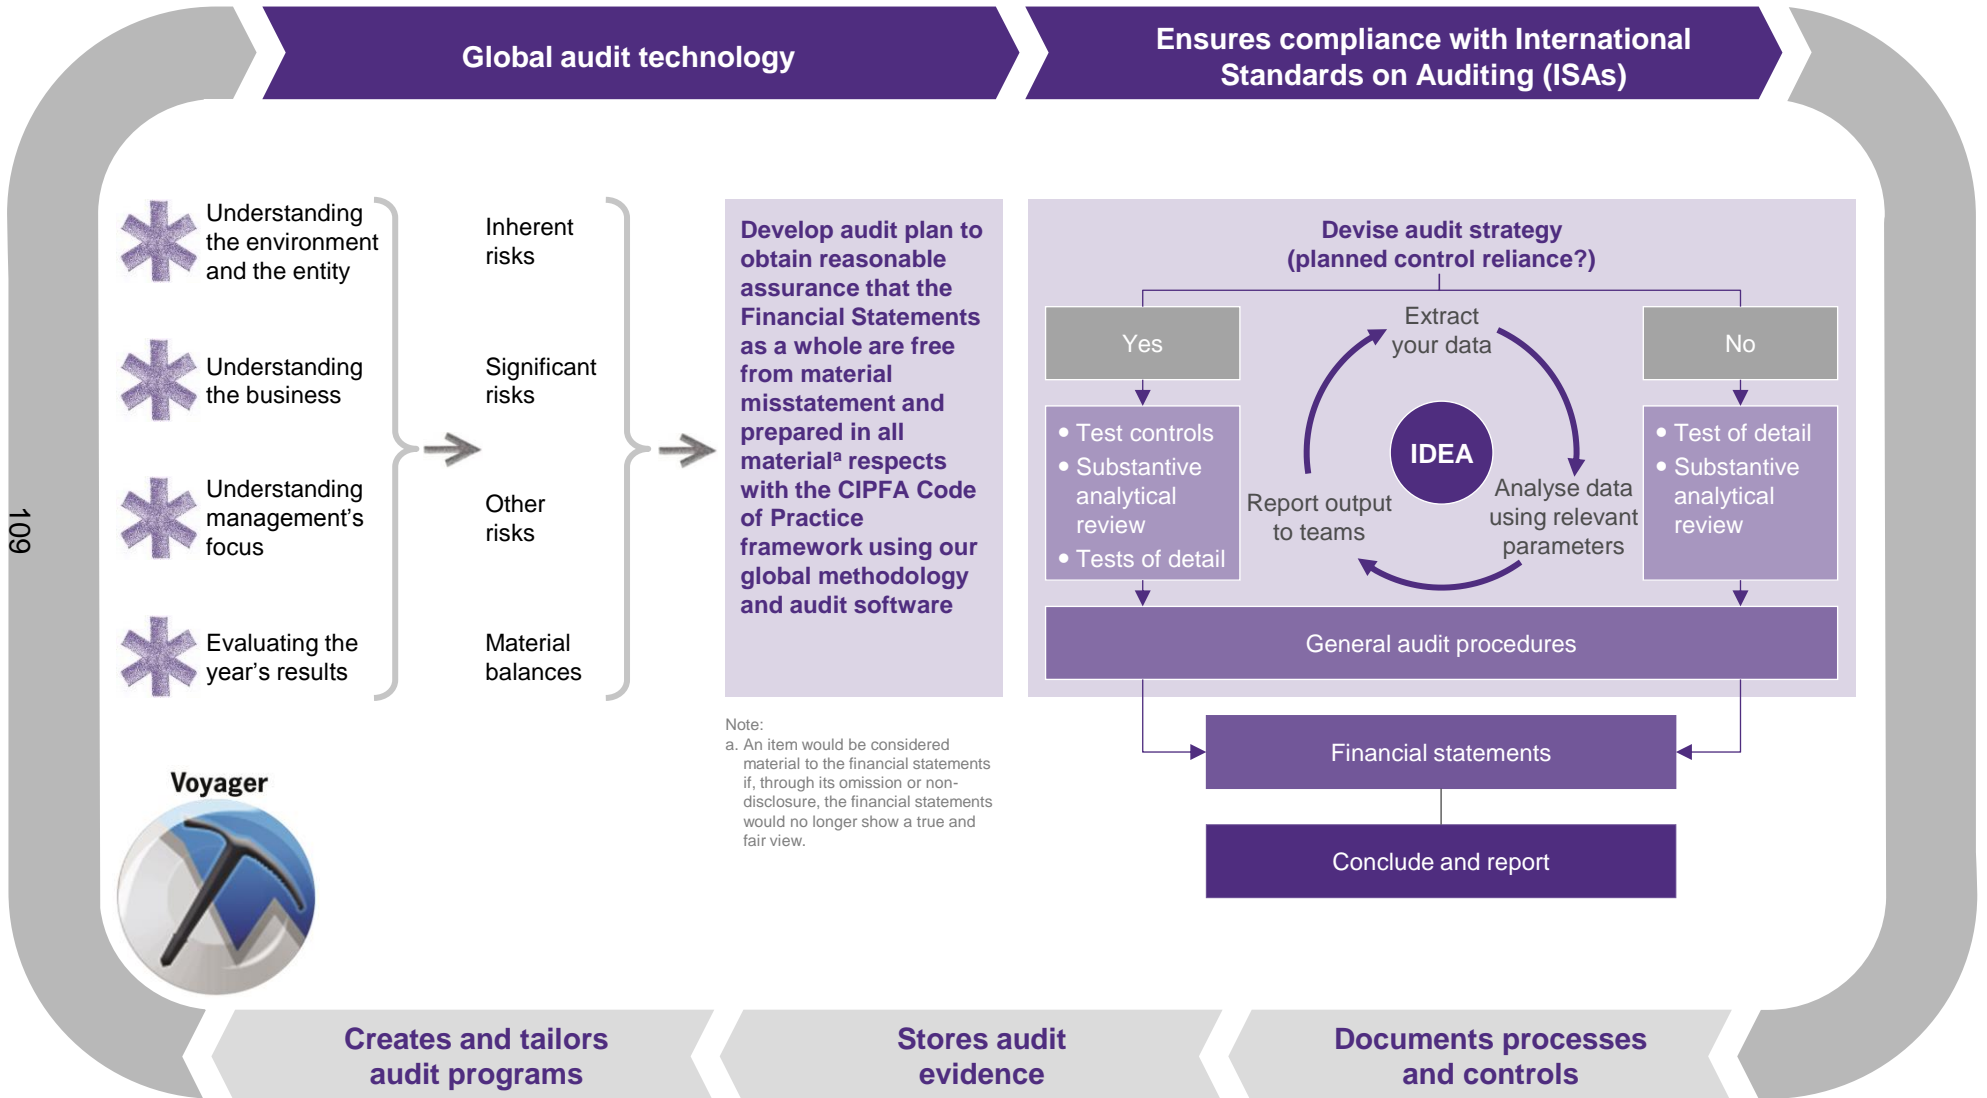 Global audit technology
Ensures compliance with International
Standards on Auditing (ISAs)
Understanding
the environment
and the entity
Understanding
the business
Understanding
management’s
focus
Evaluating the
year’s results
Inherent
risks
Significant
risks
Other
risks
Material
balances
Develop audit plan to
obtain reasonable
assurance that the
Financial Statements
as a whole are free
from material
misstatement and
prepared in all
materialᵃ respects
with the CIPFA Code
of Practice
framework using our
global methodology
and audit software
Note:
a. An item would be considered
material to the financial statements
if, through its omission or non-
disclosure, the financial statements
would no longer show a true and
fair view.
Devise audit strategy
(planned control reliance?)
Yes
• Test controls
• Substantive
analytical
review
• Tests of detail
Extract
your data
IDEA
Analyse data
using relevant
parameters
Report output
to teams
No
• Test of detail
• Substantive
analytical
review
General audit procedures
Financial statements
Conclude and report
Voyager
Creates and tailors
audit programs
Stores audit
evidence
Documents processes
and controls
109